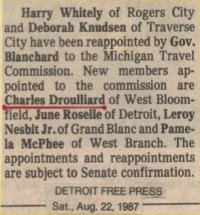 Harry Whitely of Rogers City
and Deborah Knudsen of Traverse
City have been reappointed by Gov.
Blanchard to the Michigan Travel
Commission. New members ap-
pointed to the commission are
Charles Droulliard of West Bloom-
field, June Roselle of Detroit, Leroy
Nesbit Jr. of Grand Blanc and Pame-
la McPhee of West Branch. The
appointments and reappointments
are subject to Senate confirmation.
DETROIT FREE PRESS
Sat., Aug. 22, 1987